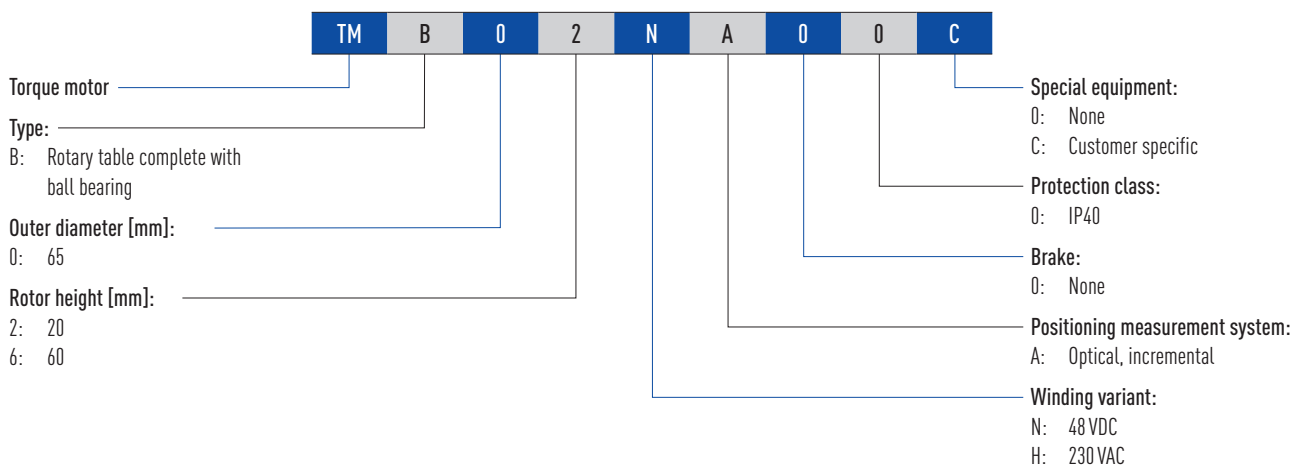 TM B 0 2 N A 0 0 C
Torque motor
Type:
B: Rotary table complete with
ball bearing
Outer diameter [mm]:
0: 65
Rotor height [mm]:
2: 20
6: 60
Special equipment:
0: None
C: Customer specific
Protection class:
0: IP40
Brake:
0: None
Positioning measurement system:
A: Optical, incremental
Winding variant:
N: 48 VDC
H: 230 VAC